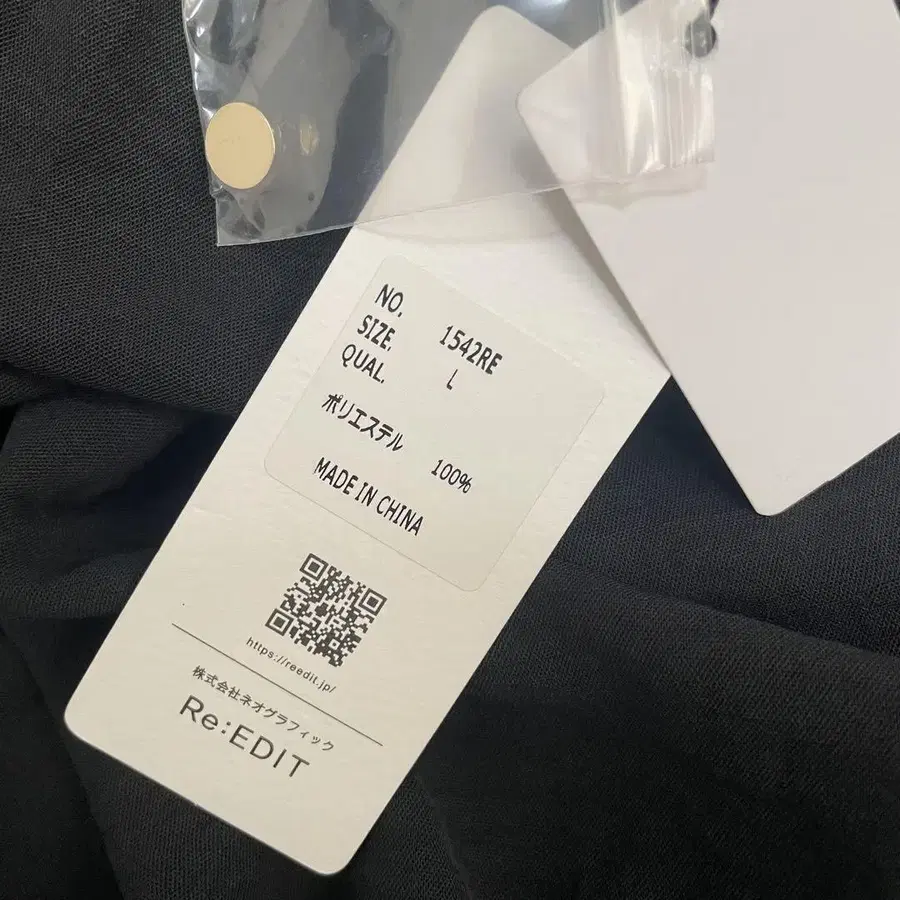 NO. 1542RE
SIZE. L
QUAL.
ポリエステル 100%
MADE IN CHINA
https://reedit.jp/
株式会社ネオグラフィック
Re:EDIT